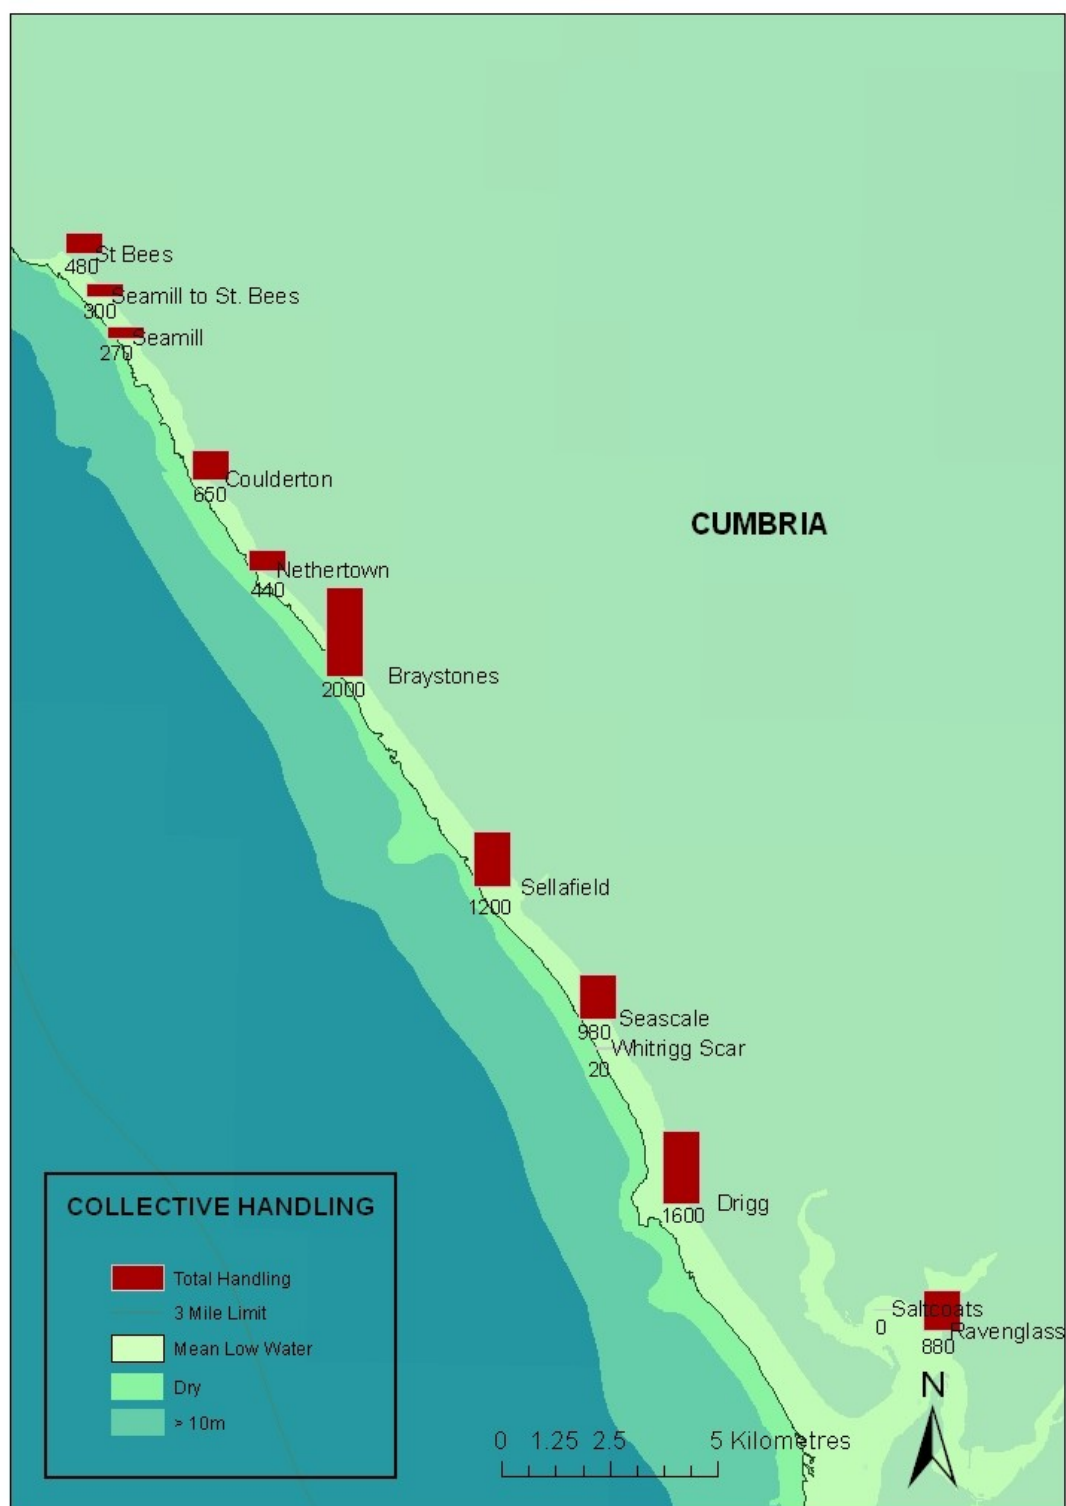 St Bees
480
Seamill to St. Bees
300
Seamill
270
Coulderton
650
CUMBRIA
Nethertown
440
Braystones
2000
Sellafield
1200
Seascale
980
Whitrigg Scar
20
Drigg
1600
Saltcoats
0
Ravenglass
880
N
COLLECTIVE HANDLING
Total Handling
3 Mile Limit
Mean Low Water
Dry
> 10m
0 1.25 2.5 5 Kilometres